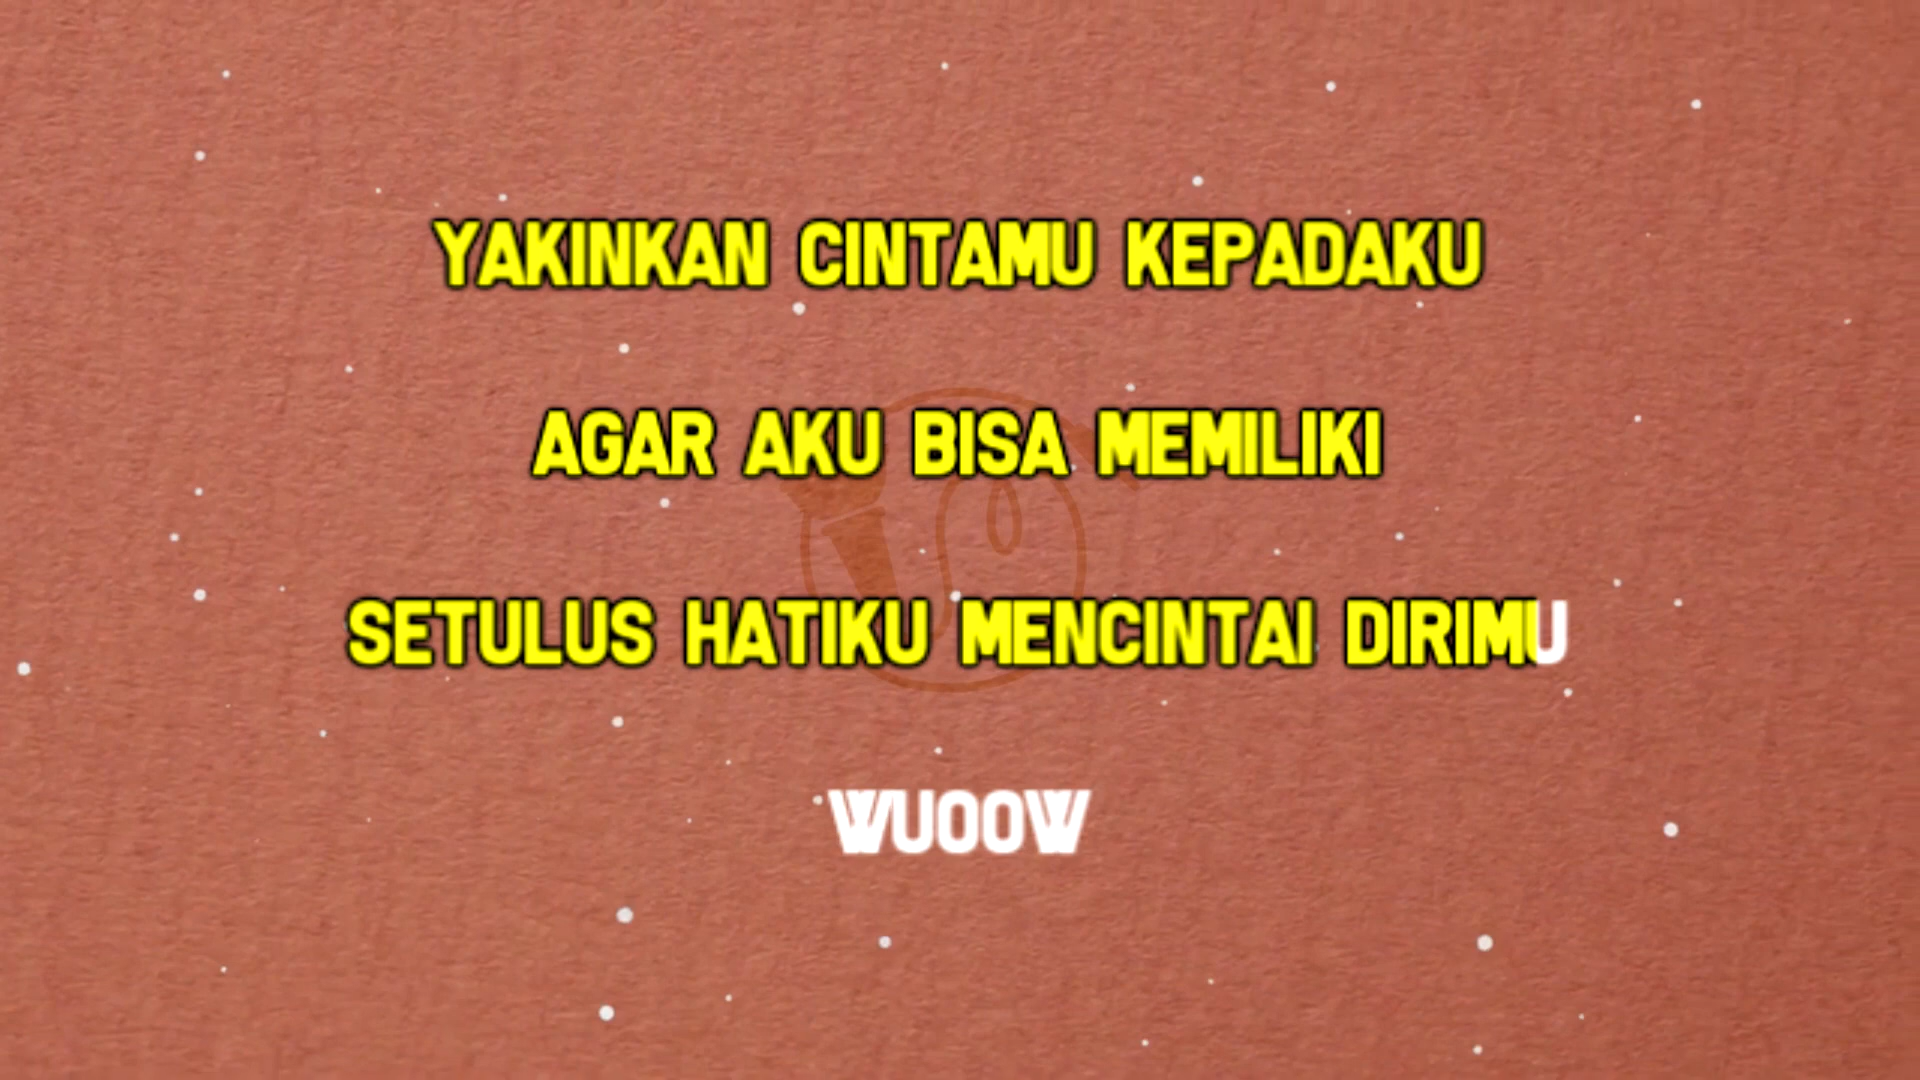 YAKINKAN CINTAMU KEPADAKU
AGAR AKU BISA MEMILIKI
SETULUS HATIKU MENCINTAI DIRIMU
WUOOW